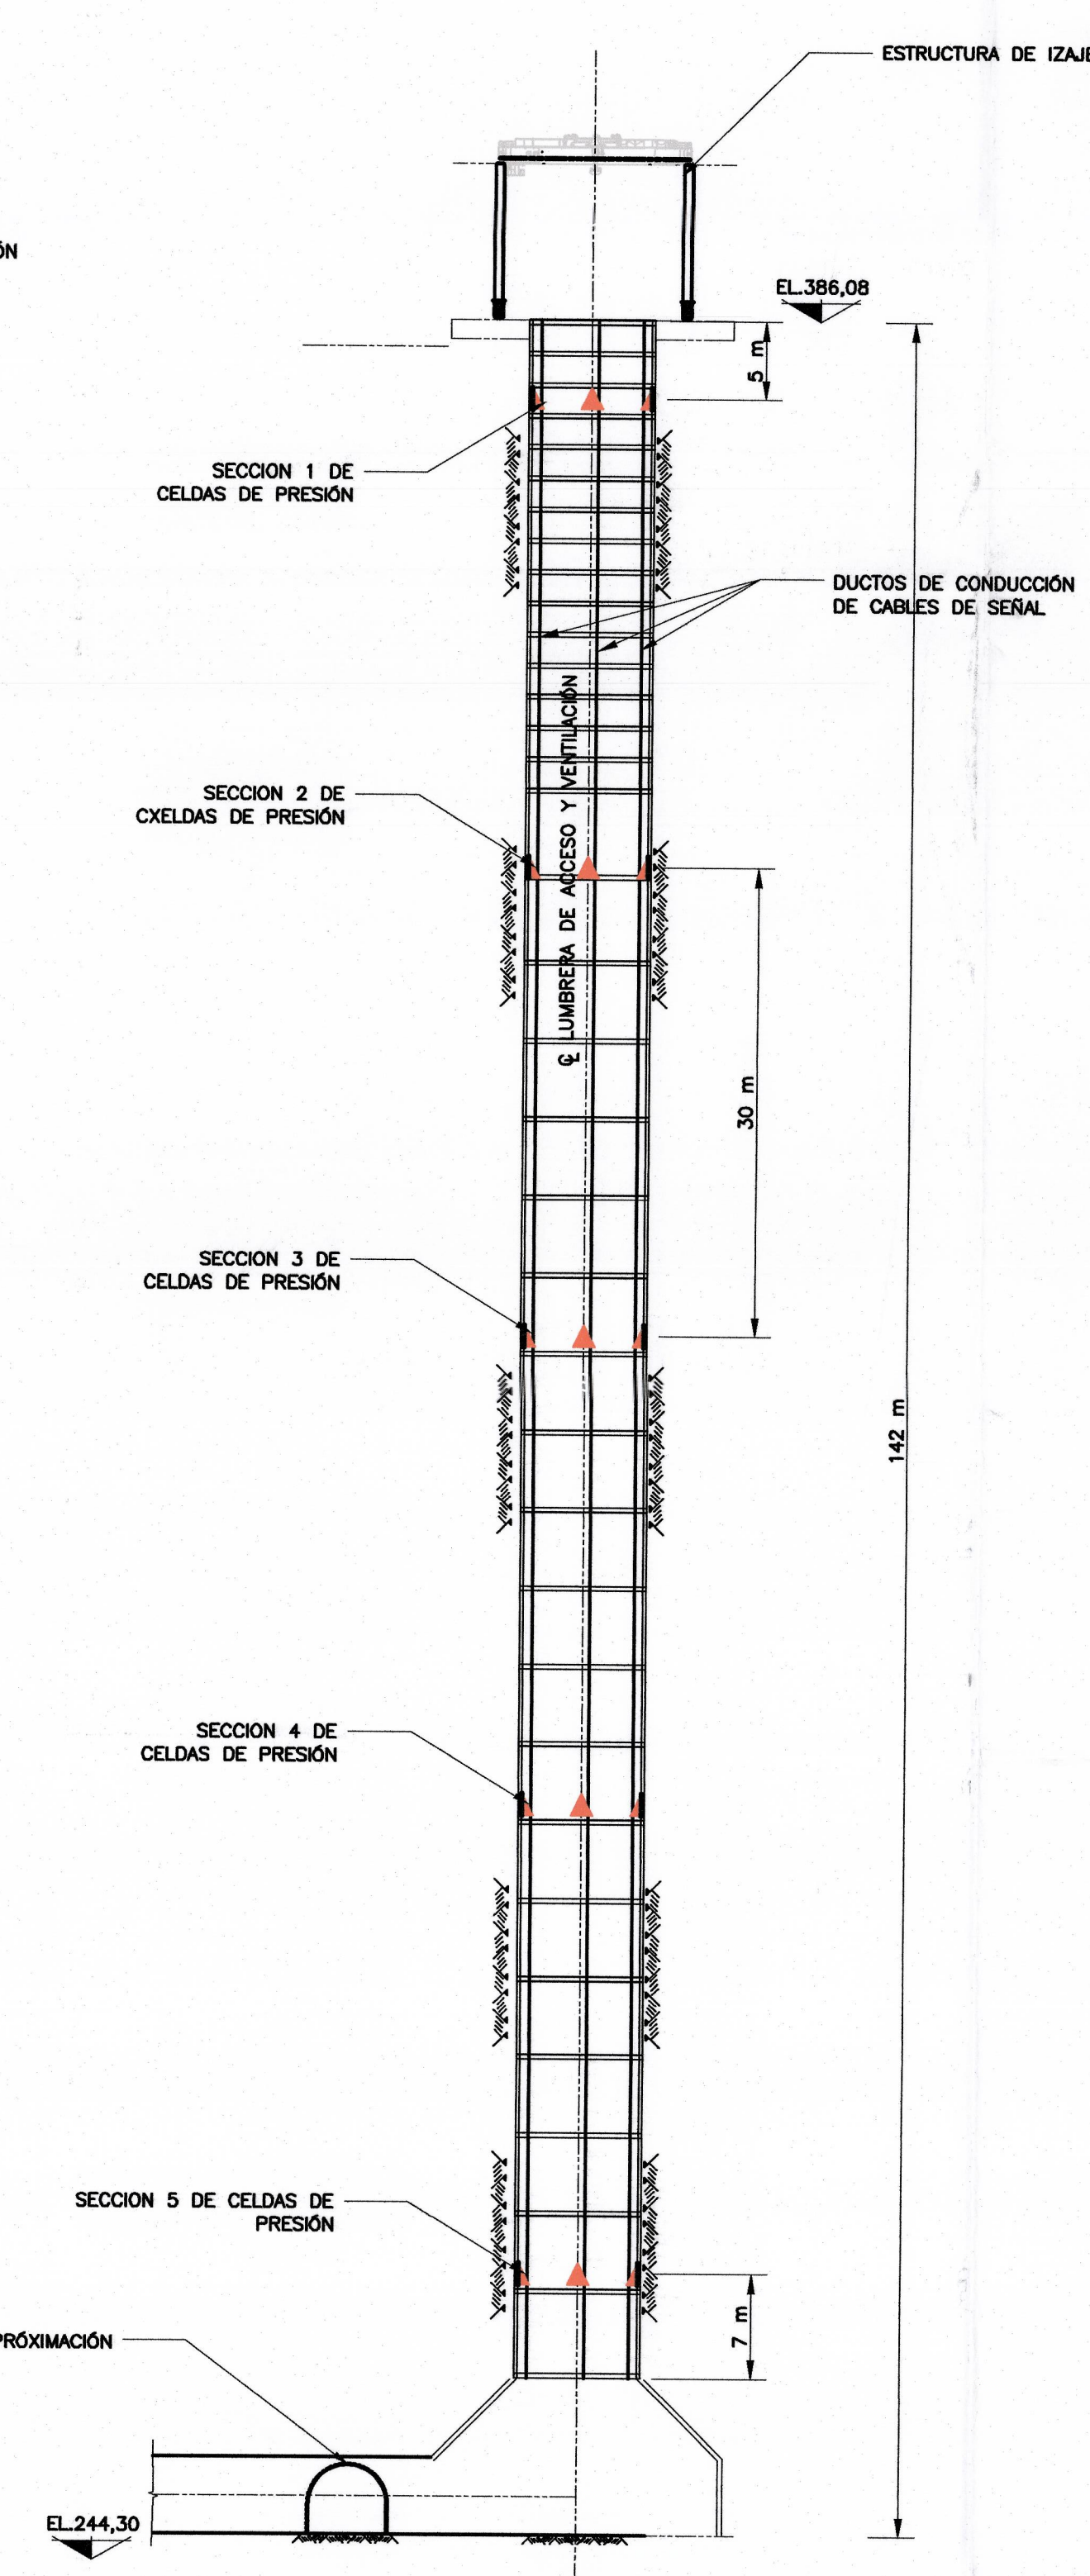 ESTRUCTURA DE IZAJE
ÓN
EL.386,08
5 m
SECCION 1 DE
CELDAS DE PRESIÓN
DUCTOS DE CONDUCCIÓN
DE CABLES DE SEÑAL
℄ LUMBRERA DE ACCESO Y VENTILACIÓN
SECCION 2 DE
CXELDAS DE PRESIÓN
30 m
SECCION 3 DE
CELDAS DE PRESIÓN
142 m
SECCION 4 DE
CELDAS DE PRESIÓN
SECCION 5 DE CELDAS DE
PRESIÓN
7 m
PRÓXIMACIÓN
EL.244,30